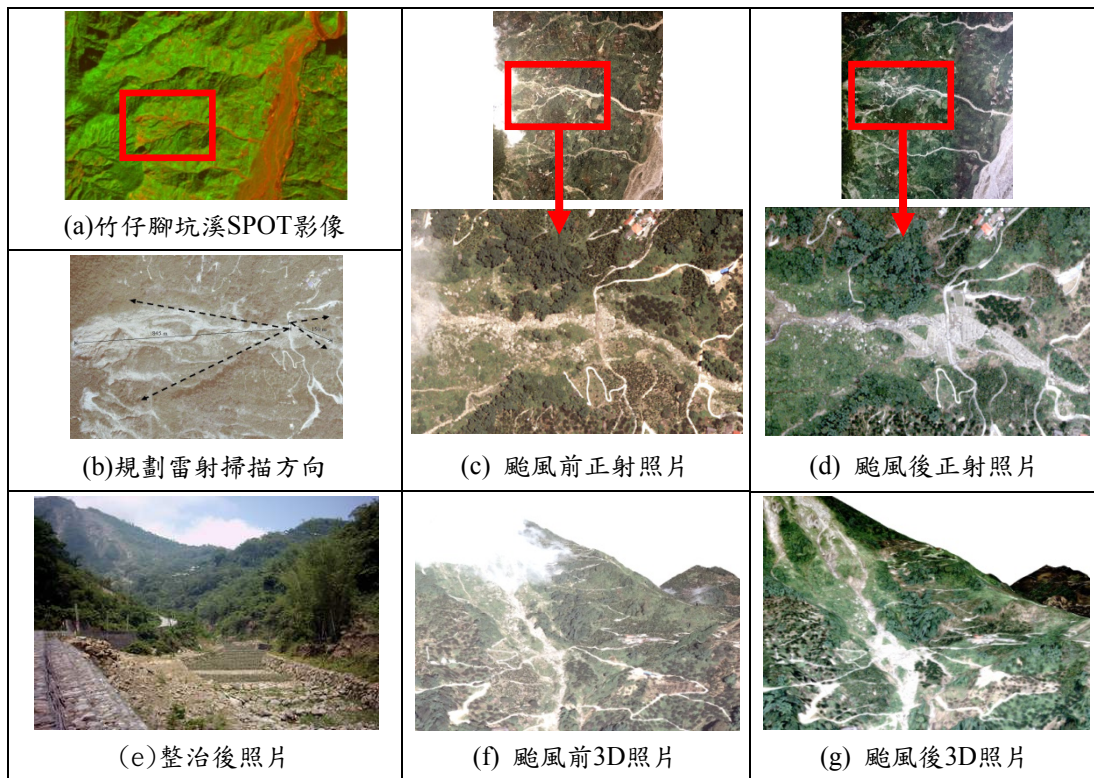 (a)竹仔腳坑溪SPOT影像
945 m
(b)規劃雷射掃描方向
(c) 颱風前正射照片
(d) 颱風後正射照片
(e)整治後照片
(f) 颱風前3D照片
(g) 颱風後3D照片